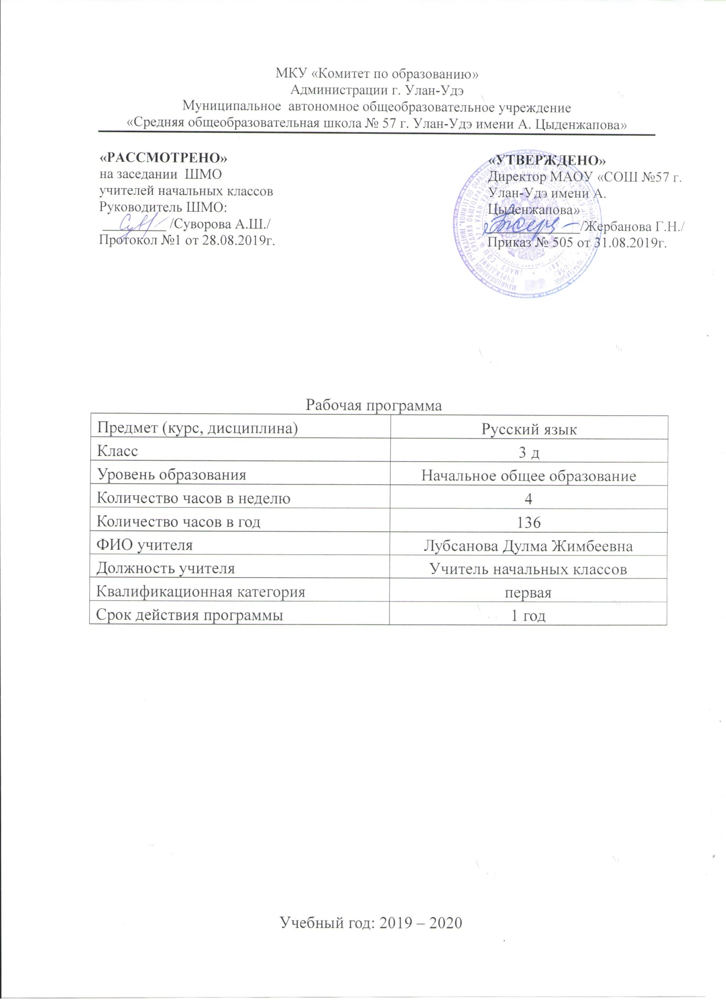 МКУ «Комитет по образованию»
Администрации г. Улан-Удэ
Муниципальное  автономное общеобразовательное учреждение
«Средняя общеобразовательная школа № 57 г. Улан-Удэ имени А. Цыденжапова»
«РАССМОТРЕНО»
на заседании  ШМО
учителей начальных классов
Руководитель ШМО:
_________ /Суворова А.Ш./
Протокол №1 от 28.08.2019г.
«УТВЕРЖДЕНО»
Директор МАОУ «СОШ №57 г.
Улан-Удэ имени А.
Цыденжапова»
_____________/Жербанова Г.Н./
Приказ № 505 от 31.08.2019г.
Рабочая программа
Предмет (курс, дисциплина) Русский язык
Класс 3 д
Уровень образования Начальное общее образование
Количество часов в неделю 4
Количество часов в год 136
ФИО учителя Лубсанова Дулма Жимбеевна
Должность учителя Учитель начальных классов
Квалификационная категория первая
Срок действия программы 1 год
Учебный год: 2019 – 2020